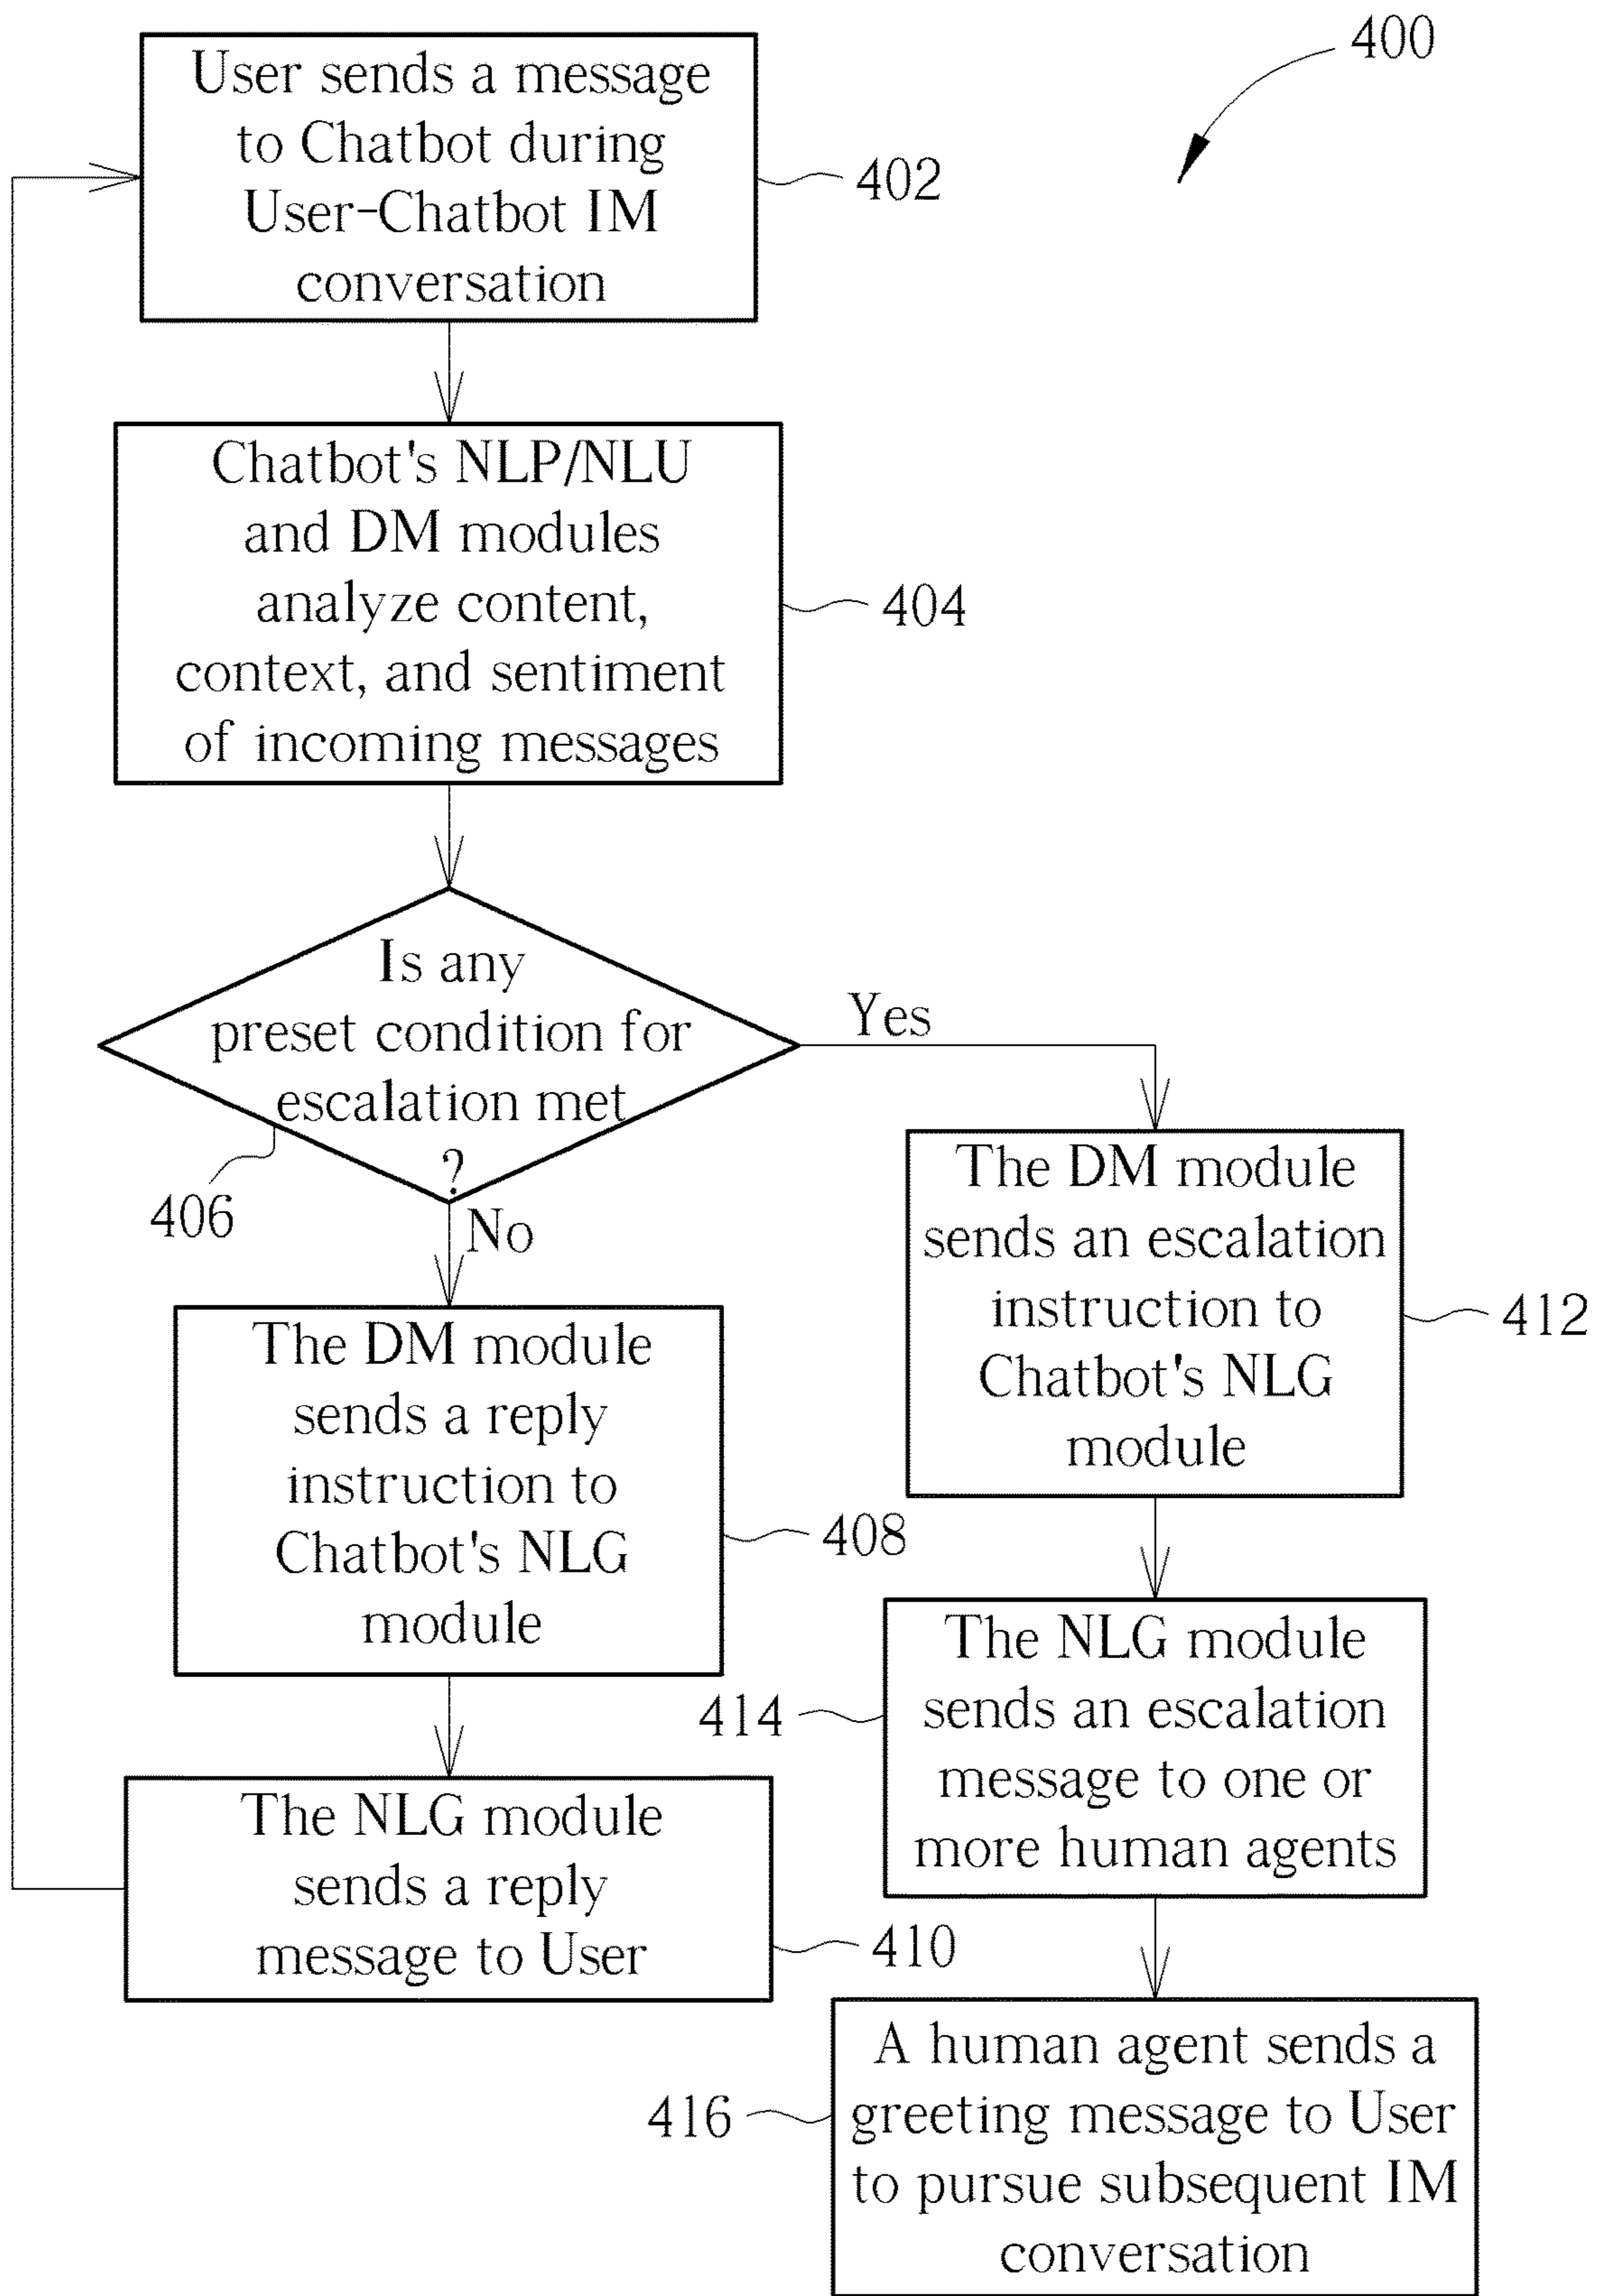 400
User sends a message
to Chatbot during
User-Chatbot IM
conversation
402
Chatbot's NLP/NLU
and DM modules
analyze content,
context, and sentiment
of incoming messages
404
Is any
preset condition for
escalation met
?
406
Yes
No
The DM module
sends a reply
instruction to
Chatbot's NLG
module
408
The NLG module
sends a reply
message to User
410
The DM module
sends an escalation
instruction to
Chatbot's NLG
module
412
The NLG module
sends an escalation
message to one or
more human agents
414
A human agent sends a
greeting message to User
to pursue subsequent IM
conversation
416